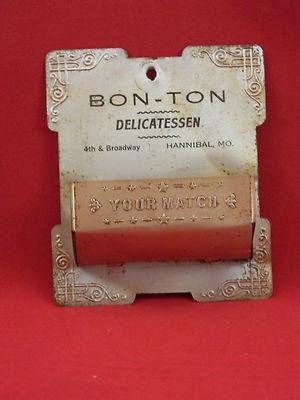 BON-TON
DELICATESSEN
4th & Broadway HANNIBAL, MO.
YOUR MATCH